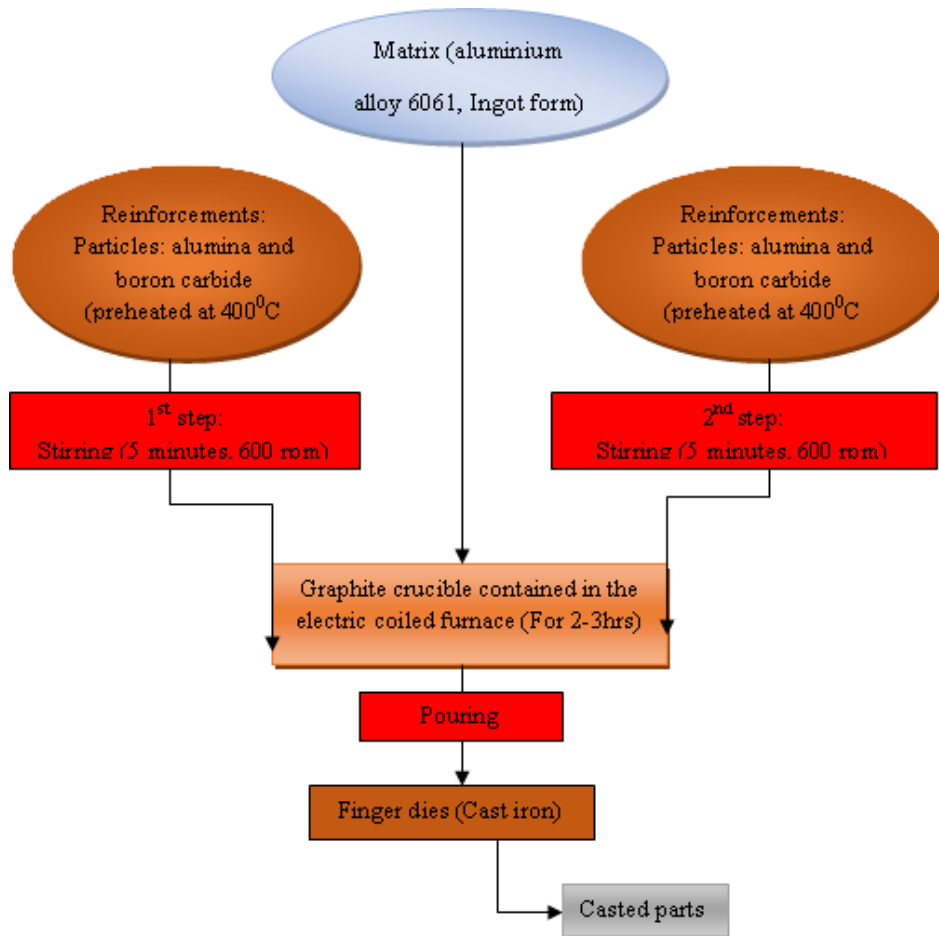 Matrix (aluminium
alloy 6061, Ingot form)
Reinforcements:
Particles: alumina and
boron carbide
(preheated at 400⁰C
Reinforcements:
Particles: alumina and
boron carbide
(preheated at 400⁰C
1st step:
Stirring (5 minutes, 600 rpm)
2nd step:
Stirring (5 minutes, 600 rpm)
Graphite crucible contained in the
electric coiled furnace (For 2-3hrs)
Pouring
Finger dies (Cast iron)
Casted parts